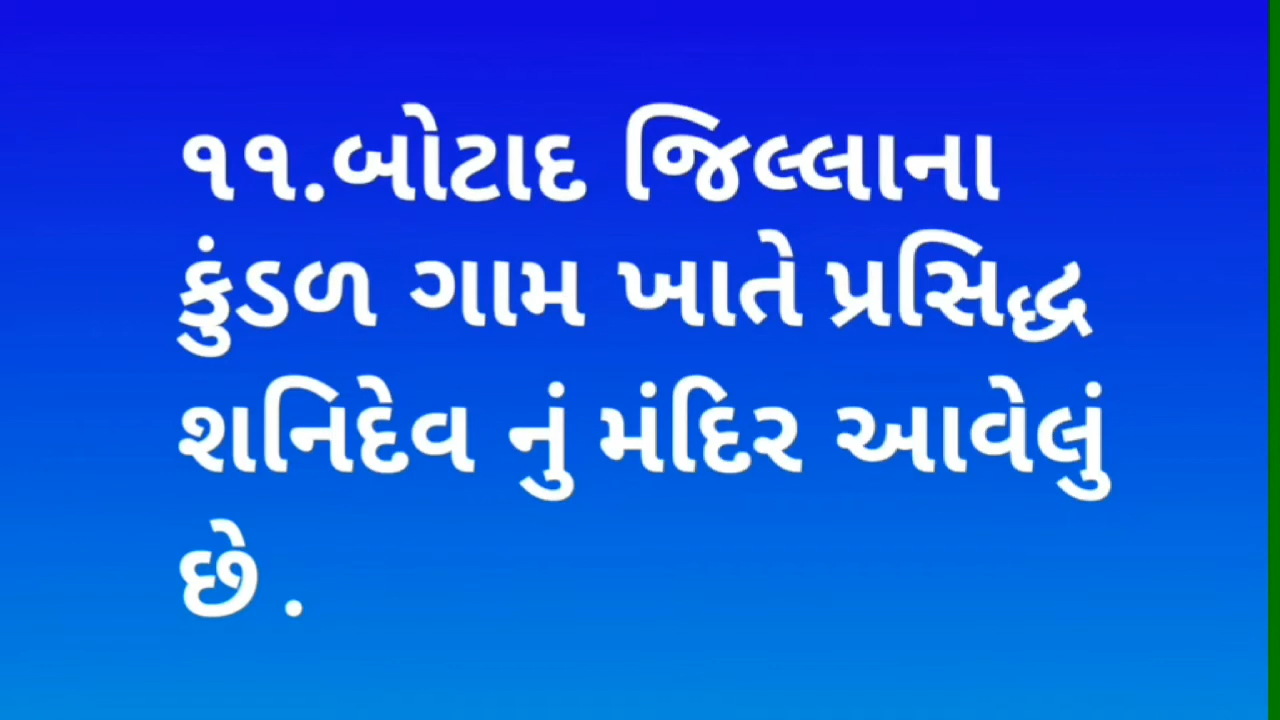 ૧૧.બોટાદ જિલ્લાના
કુંડળ ગામ ખાતે પ્રસિદ્ધ
શનિદેવ નું મંદિર આવેલું
છે .